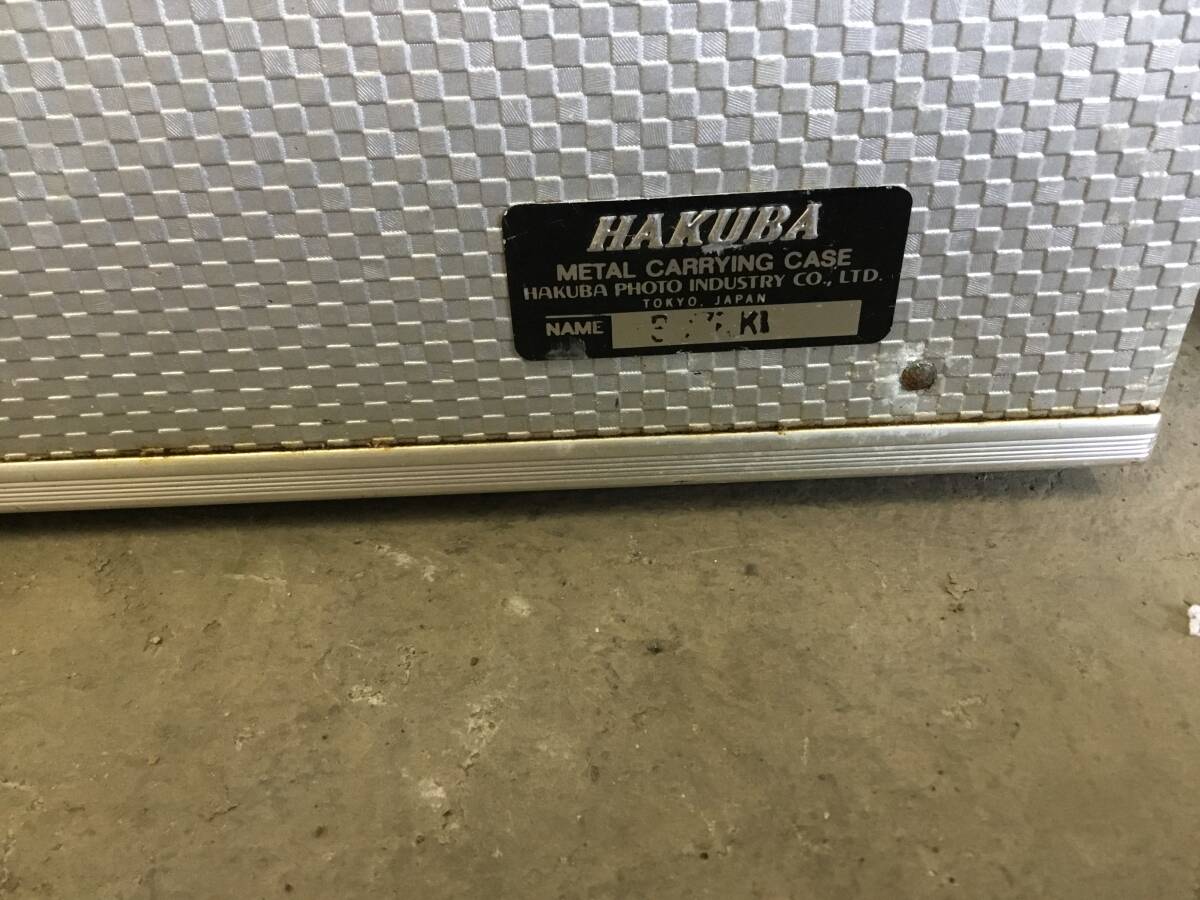 HAKUBA
METAL CARRYING CASE
HAKUBA PHOTO INDUSTRY CO., LTD.
TOKYO, JAPAN
NAME